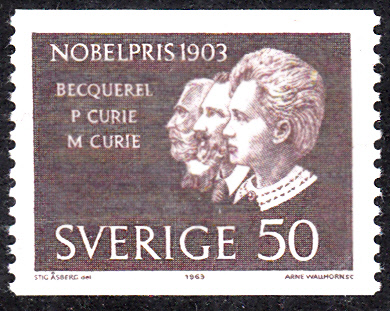 NOBELPRIS 1903
BECQUEREL
P CURIE
M CURIE
SVERIGE 50
STIG ÅSBERG del. 1963 ARNE WALLHORN SC